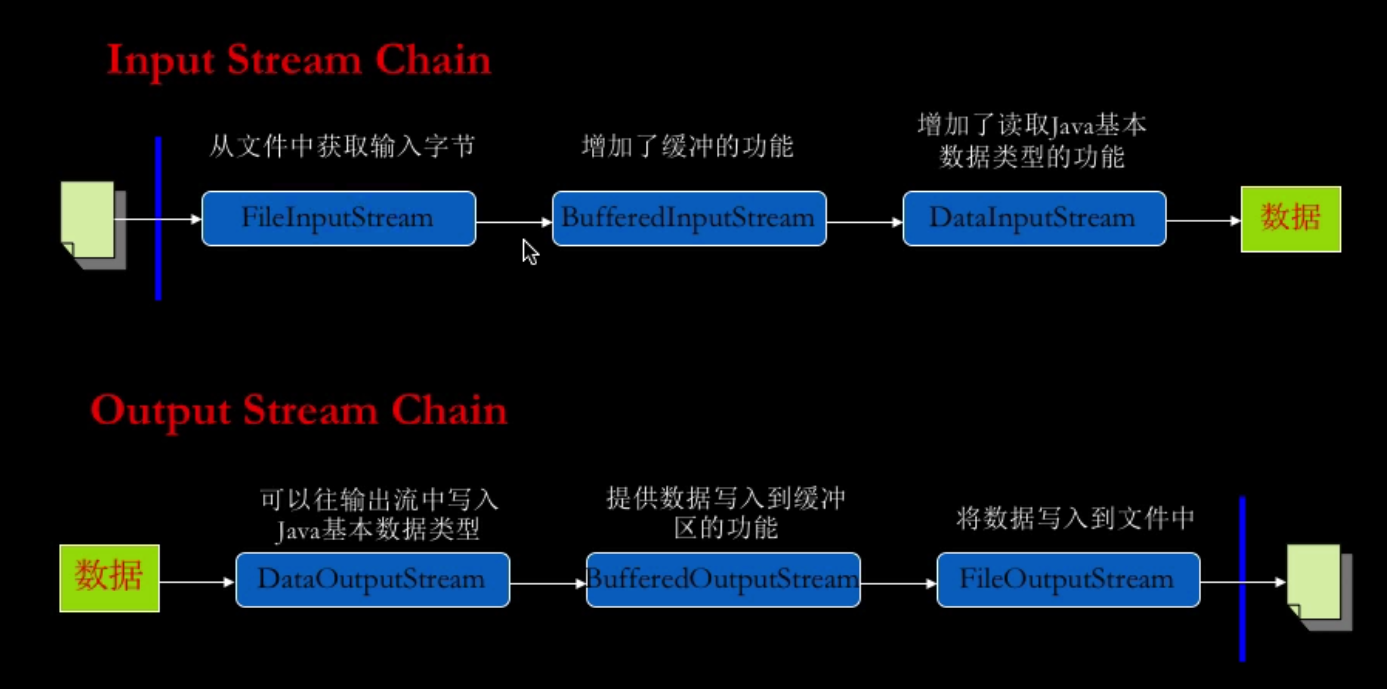 Input Stream Chain
从文件中获取输入字节
增加了缓冲的功能
增加了读取Java基本
数据类型的功能
FileInputStream
BufferedInputStream
DataInputStream
数据
Output Stream Chain
可以往输出流中写入
Java基本数据类型
提供数据写入到缓冲
区的功能
将数据写入到文件中
数据
DataOutputStream
BufferedOutputStream
FileOutputStream